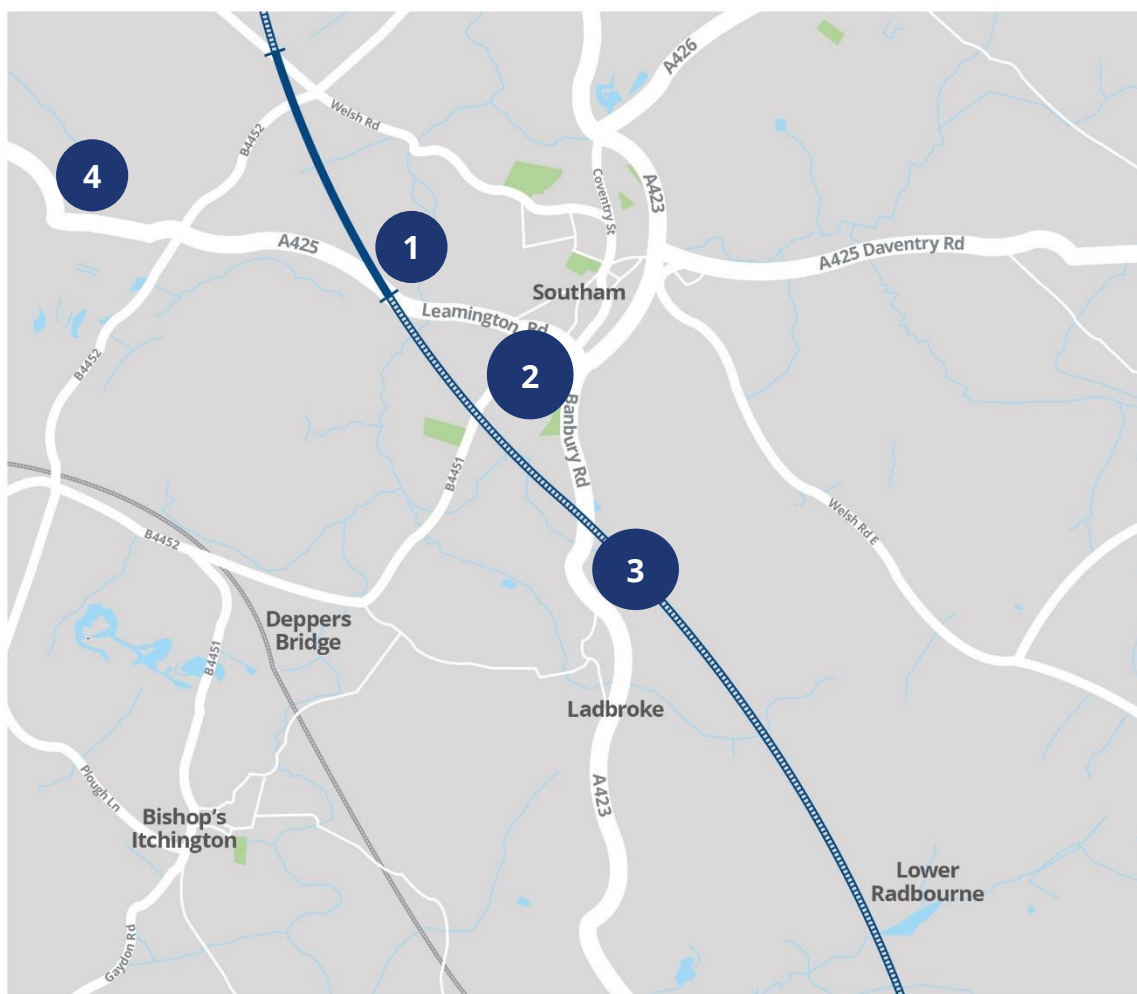 A426
Welsh Rd
B4452
4
Coventry St
A423
1
A425
A425 Daventry Rd
Southam
Leamington Rd
B4452
2
Banbury Rd
B4451
Welsh Rd E
B4452
3
Deppers
Bridge
B4451
Ladbroke
Plough Ln
A423
Bishop's
Itchington
Lower
Radbourne
Gaydon Rd